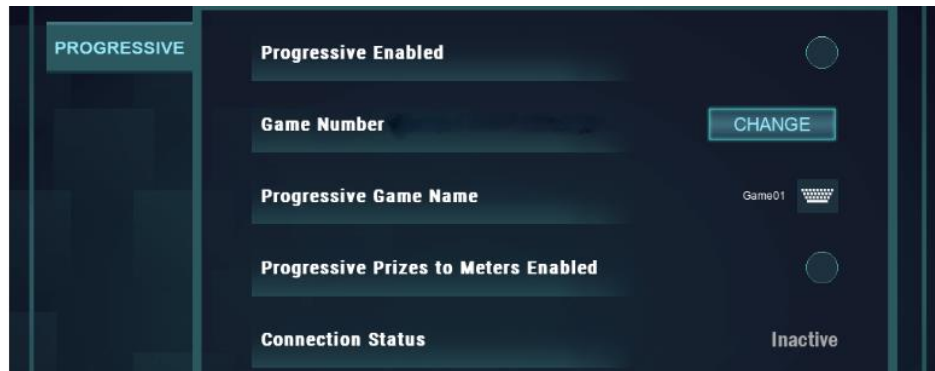 PROGRESSIVE
Progressive Enabled
Game Number
CHANGE
Progressive Game Name
Game01
Progressive Prizes to Meters Enabled
Connection Status
Inactive